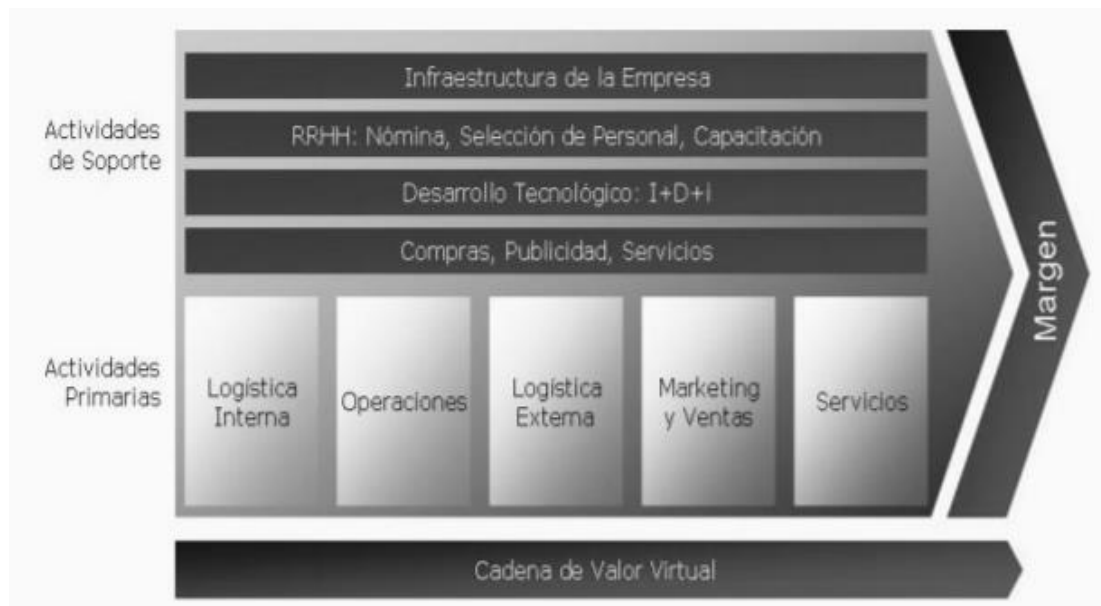 Infraestructura de la Empresa
Actividades
de Soporte
RRHH: Nómina, Selección de Personal, Capacitación
Desarrollo Tecnológico: I+D+i
Compras, Publicidad, Servicios
Margen
Actividades
Primarias
Logística
Interna
Operaciones
Logística
Externa
Marketing
y Ventas
Servicios
Cadena de Valor Virtual